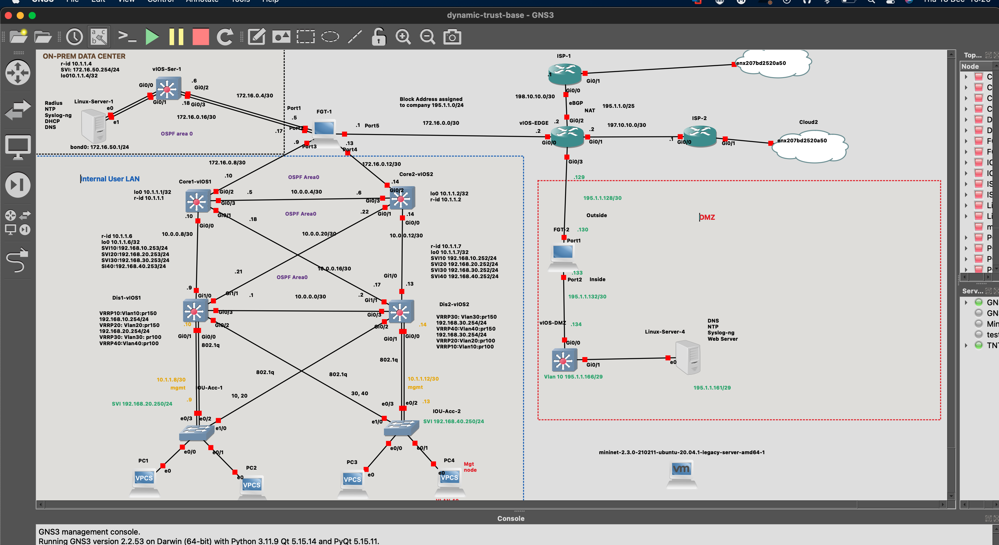 GNS3 File Edit View Control Annotate Tools Help
dynamic-trust-base - GNS3
ON-PREM DATA CENTER
r-id 10.1.1.4
SVI: 172.16.50.254/24
lo010.1.1.4/32
vIOS-Ser-1
Gi0/0
.6
Gi0/2
Gi0/1
.18
Gi0/3
172.16.0.4/30
172.16.0.16/30
Radius
NTP
Syslog-ng
DHCP
DNS
Linux-Server-1
e0
e1
OSPF area 0
bond0: 172.16.50.1/24
Port1
.5
Port2
.17
FGT-1
.9
Port3
.13
Port4
.1 Port5
Block Address assigned
to company 195.1.1.0/24
172.16.0.0/30
ISP-1
.1
Gi0/1
Gi0/0
enx207bd2520a50
198.10.10.0/30
eBGP
NAT
195.1.1.0/25
vIOS-EDGE
.2
Gi0/2
.2
Gi0/0
.2
Gi0/1
197.10.10.0/30
ISP-2
.1
Gi0/0
Gi0/1
Cloud2
enx207bd2520a50
Gi0/3
.129
172.16.0.8/30
172.16.0.12/30
Internal User LAN
Core1-vIOS1
.10
OSPF Area0
Core2-vIOS2
.14
lo0 10.1.1.1/32
r-id 10.1.1.1
Gi0/2
.5
10.0.0.4/30
.6
Gi0/2
Gi0/3
Gi0/3
lo0 10.1.1.2/32
r-id 10.1.1.2
.10
Gi0/1
.18
OSPF Area0
.22
Gi0/1
.14
Gi0/0
Gi0/0
10.0.0.8/30
10.0.0.20/30
10.0.0.12/30
r-id 10.1.1.6
lo0 10.1.1.6/32
SVI10:192.168.10.253/24
SVI20:192.168.20.253/24
SVI30:192.168.30.253/24
SI40:192.168.40.253/24
r-id 10.1.1.7
lo0 10.1.1.7/32
SVI10 192.168.10.252/24
SVI20 192.168.20.252/24
SVI30 192.168.30.252/24
SVI40 192.168.40.252/24
.21
10.0.0.16/30
OSPF Area0
Gi1/0
.17
.13
.9
Gi1/0
Gi1/1
.1
10.0.0.0/30
.2
Gi1/1
Dis1-vIOS1
Dis2-vIOS2
Gi0/3
Gi0/3
VRRP10:Vlan10:pr150
192.168.10.254/24
VRRP20: Vlan20:pr150
192.168.20.254/24
VRRP30: Vlan30: pr100
VRRP40:Vlan40:pr100
.10
Gi0/2
Gi0/2
.14
VRRP30: Vlan30:pr150
192.168.30.254/24
VRRP40:Vlan40:pr150
192.168.30.254/24
VRRP20:Vlan20:pr100
VRRP10:Vlan10:pr100
Gi0/1
Gi0/0
802.1q
Gi0/1
Gi0/0
802.1q
802.1q
802.1q
10.1.1.8/30
mgmt
IOU-Acc-1
10.1.1.12/30
mgmt
.9
10, 20
30, 40
SVI 192.168.20.250/24
e0/3
e0/2
.13
IOU-Acc-2
SVI 192.168.40.250/24
e0/3
e0/2
e1/0
e1/0
e0/0
e0/1
e0/0
e0/1
PC1
e0
VPCS
PC2
e0
VPCS
PC3
e0
VPCS
PC4
e0
VPCS
Mgt
node
195.1.1.128/30
Outside
DMZ
FGT-2
.130
Port1
.133
Port2
Inside
195.1.1.132/30
vIOS-DMZ
.134
Gi0/0
Linux-Server-4
DNS
NTP
Syslog-ng
Web Server
Gi0/1
e0
Vlan 10 195.1.1.166/29
195.1.1.161/29
mininet-2.3.0-210211-ubuntu-20.04.1-legacy-server-amd64-1
vm
Top...
Node
Serv...
Console
GNS3 management console.
Running GNS3 version 2.2.53 on Darwin (64-bit) with Python 3.11.9 Qt 5.15.14 and PyQt 5.15.11.